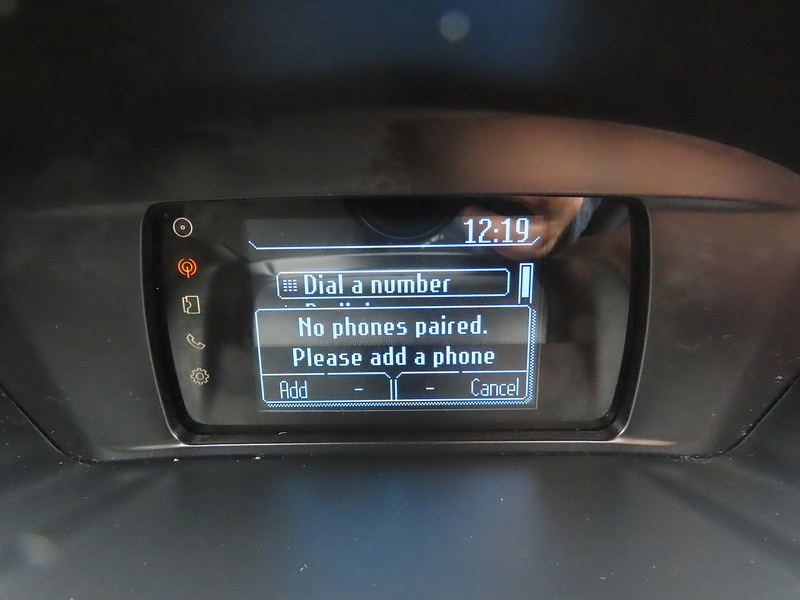 12:19
Dial a number
No phones paired.
Please add a phone
Add - - Cancel